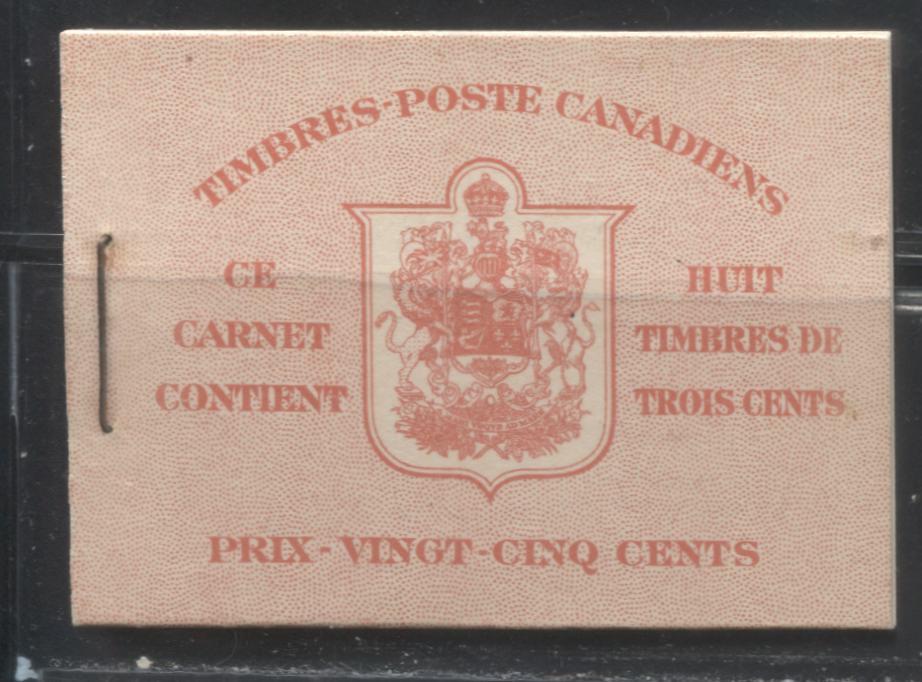 TIMBRES-POSTE CANADIENS
CE
CARNET
CONTIENT
HUIT
TIMBRES DE
TROIS CENTS
PRIX - VINGT-CINQ CENTS